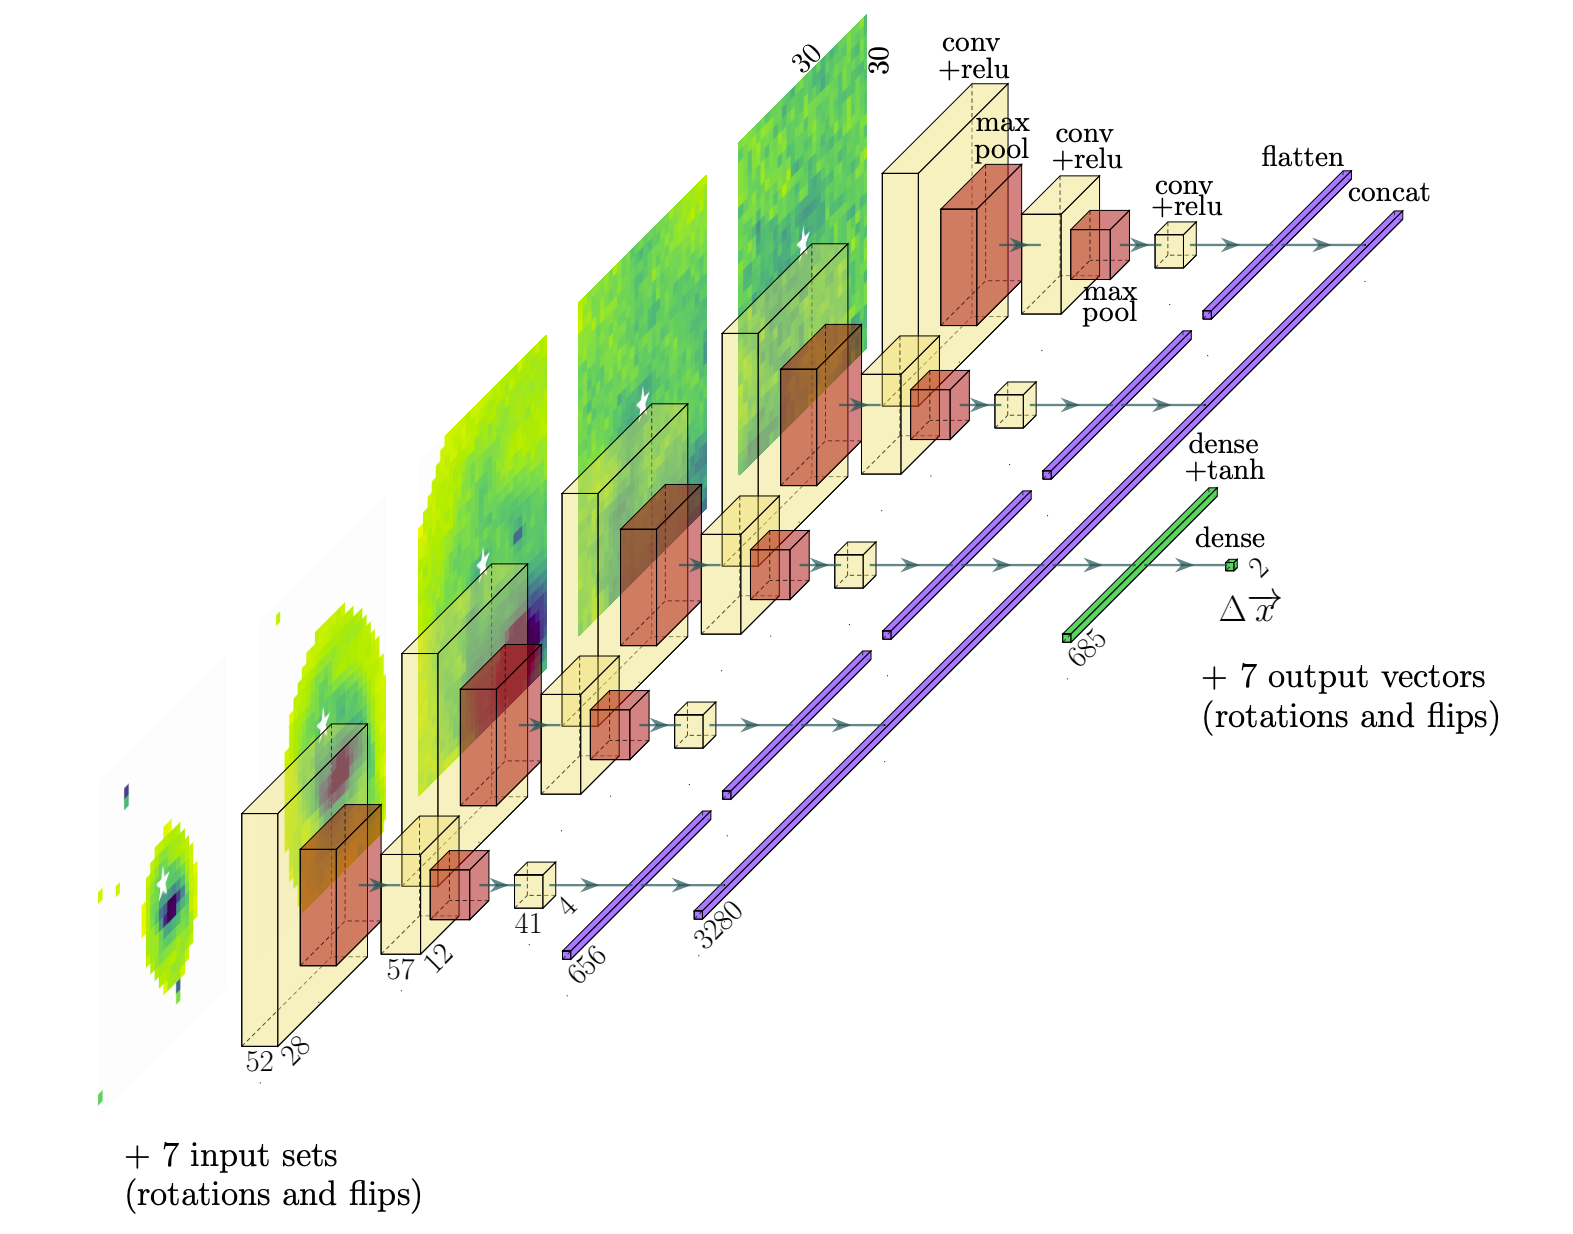 30
30
conv
+relu
max
pool
conv
+relu
conv
+relu
max
pool
flatten
concat
dense
+tanh
dense
2
Δx⃗
685
+ 7 output vectors
(rotations and flips)
3280
656
41
4
57
12
52
28
+ 7 input sets
(rotations and flips)